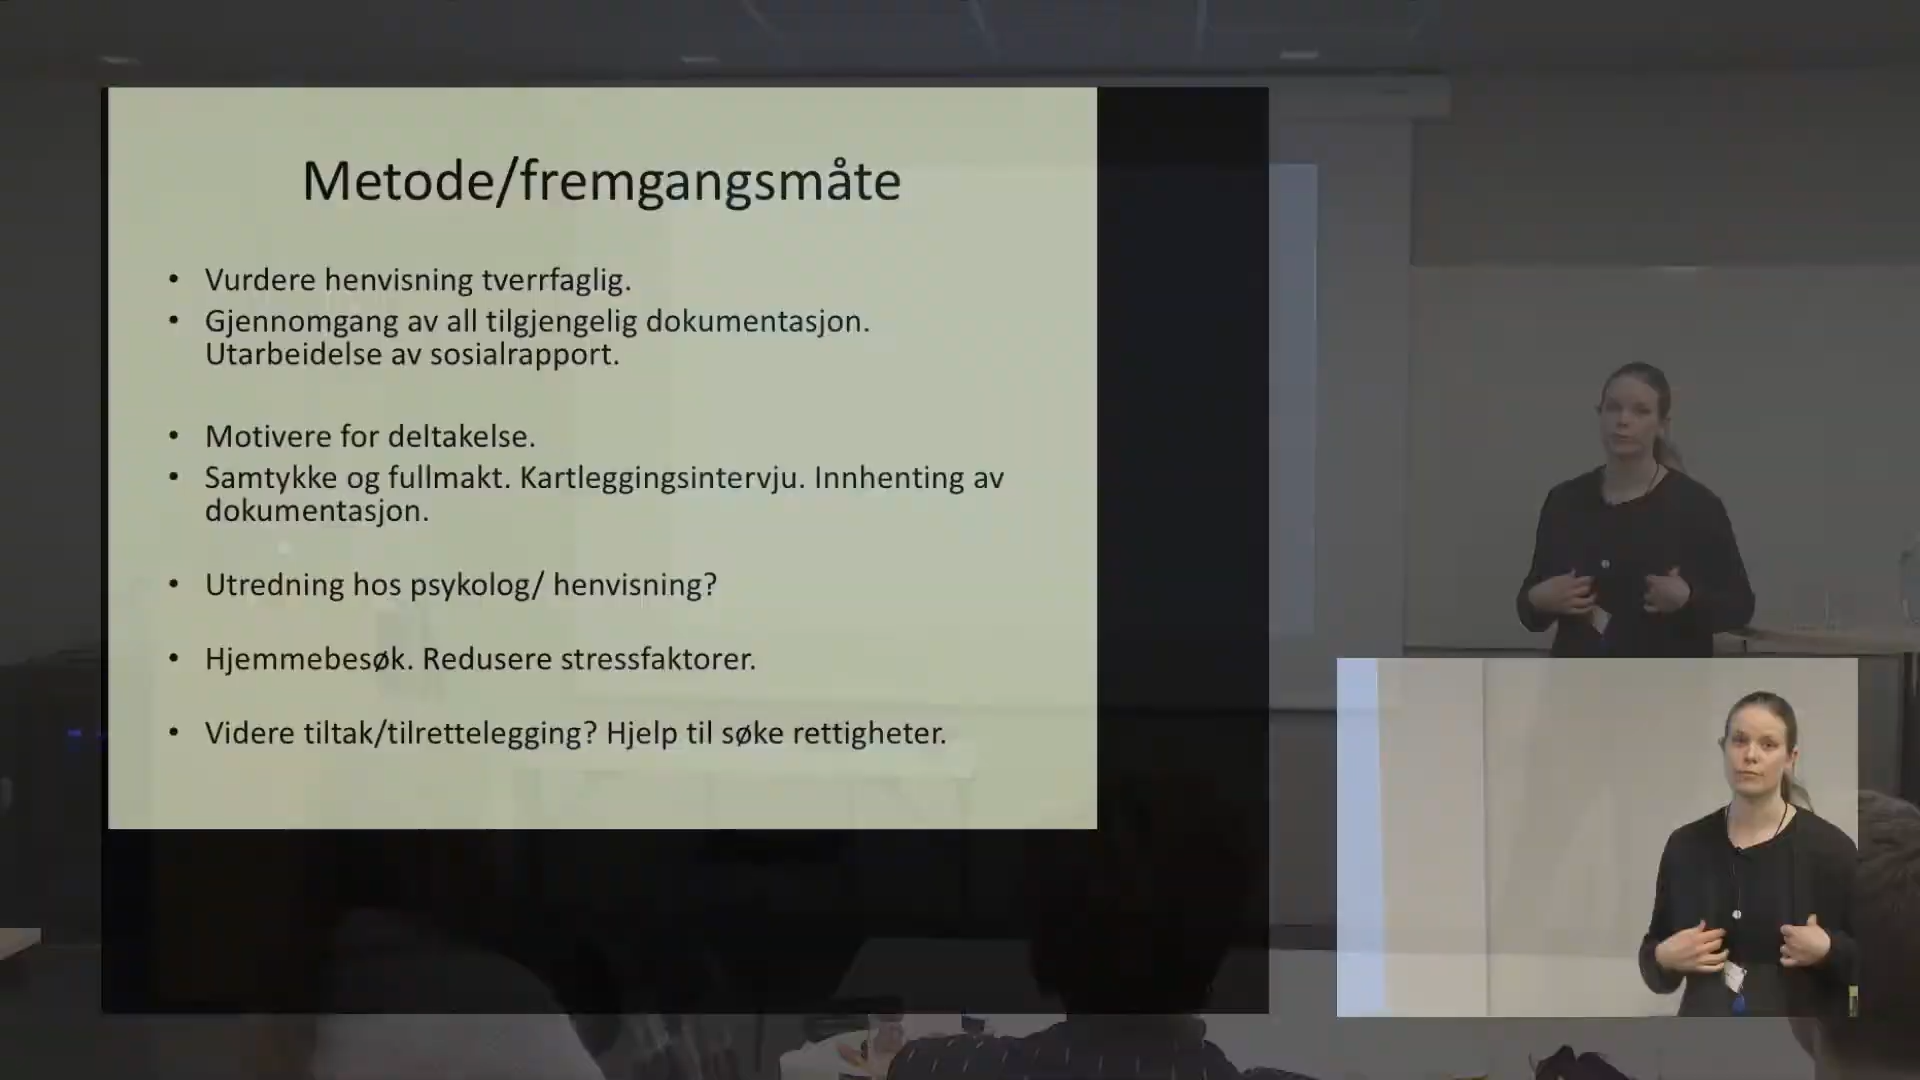 Metode/fremgangsmåte
• Vurdere henvisning tverrfaglig.
• Gjennomgang av all tilgjengelig dokumentasjon.
Utarbeidelse av sosialrapport.
• Motivere for deltakelse.
• Samtykke og fullmakt. Kartleggingsintervju. Innhenting av
dokumentasjon.
• Utredning hos psykolog/ henvisning?
• Hjemmebesøk. Redusere stressfaktorer.
• Videre tiltak/tilrettelegging? Hjelp til søke rettigheter.